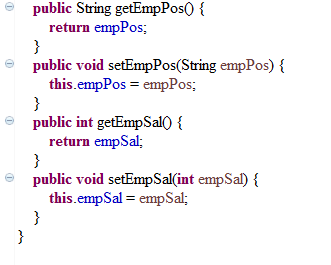 public String getEmpPos() {
return empPos;
}
public void setEmpPos(String empPos) {
this.empPos = empPos;
}
public int getEmpSal() {
return empSal;
}
public void setEmpSal(int empSal) {
this.empSal = empSal;
}
}